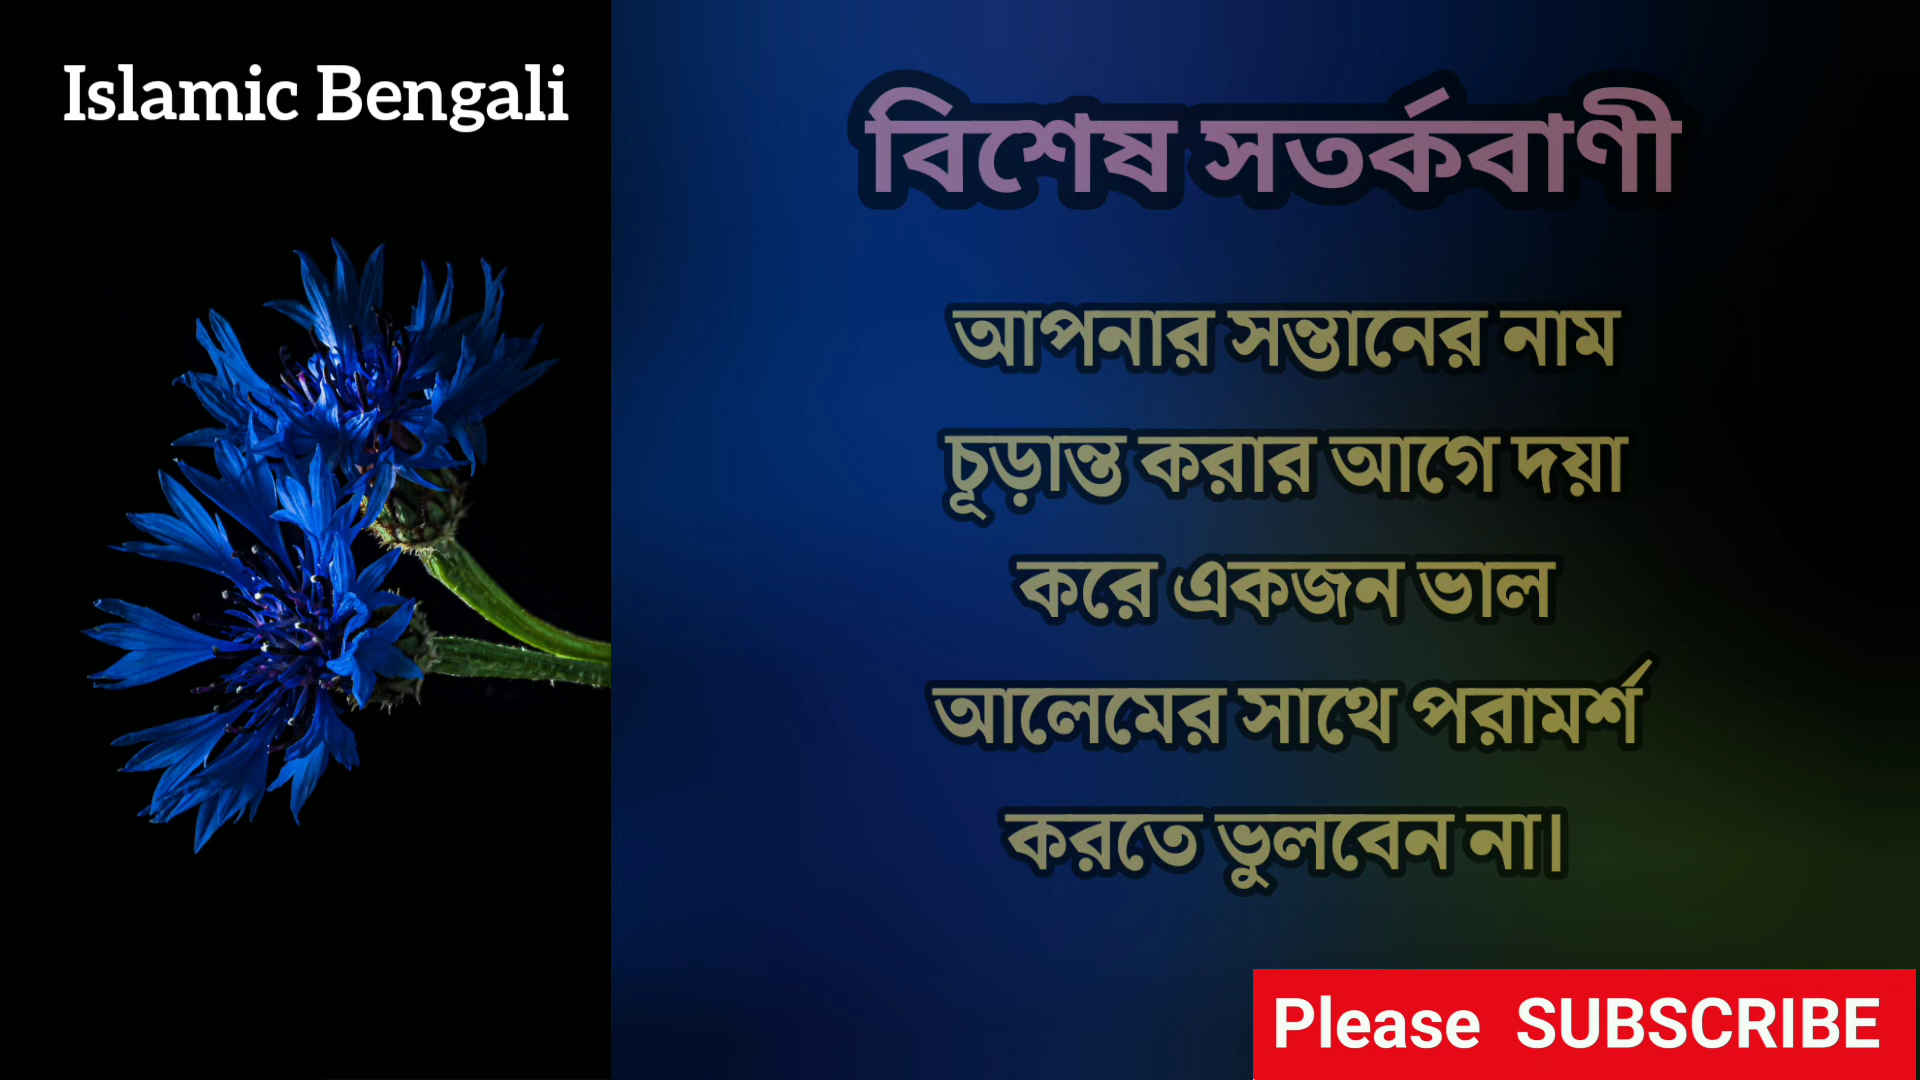 Islamic Bengali
বিশেষ সতর্কবাণী
আপনার সন্তানের নাম
চূড়ান্ত করার আগে দয়া
করে একজন ভাল
আলেমের সাথে পরামর্শ
করতে ভুলবেন না।
Please SUBSCRIBE